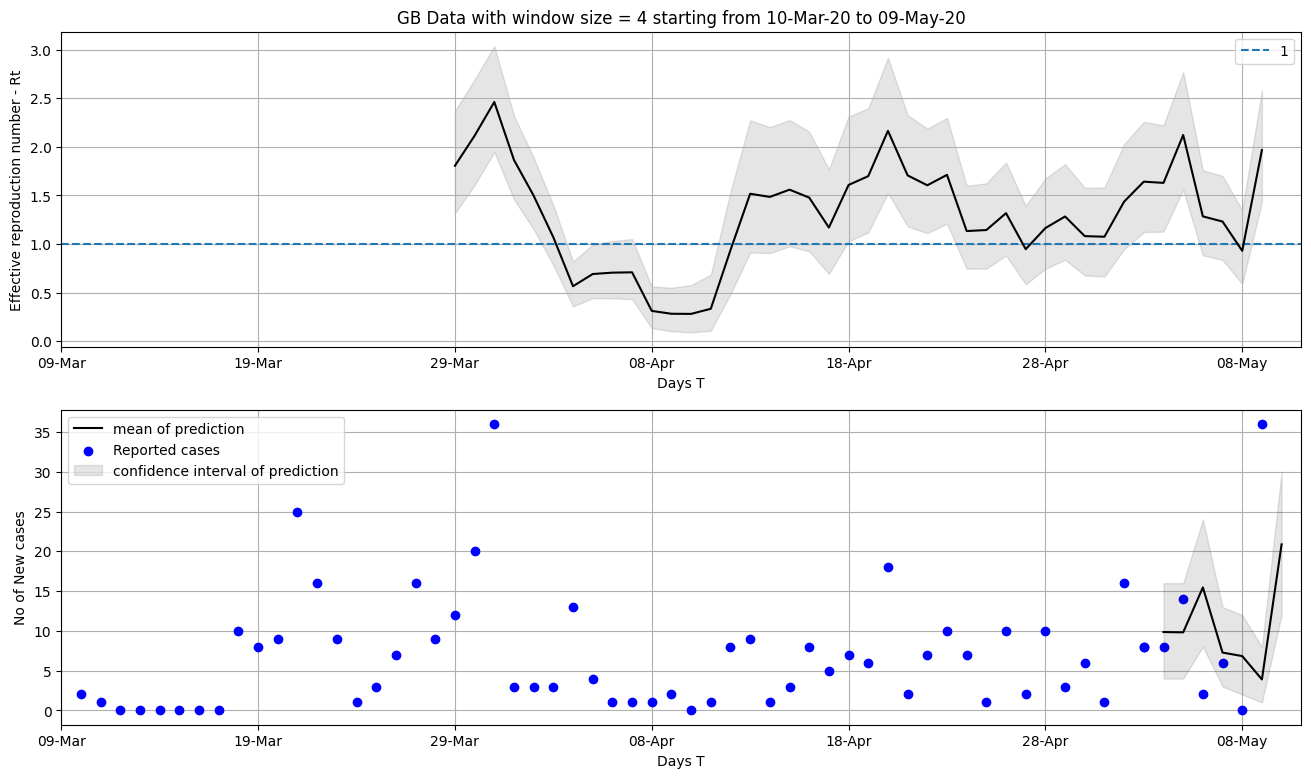 GB Data with window size = 4 starting from 10-Mar-20 to 09-May-20
Effective reproduction number - Rt
3.0
2.5
2.0
1.5
1.0
0.5
0.0
1
09-Mar 19-Mar 29-Mar 08-Apr 18-Apr 28-Apr 08-May
Days T
No of New cases
35
30
25
20
15
10
5
0
mean of prediction
Reported cases
confidence interval of prediction
09-Mar 19-Mar 29-Mar 08-Apr 18-Apr 28-Apr 08-May
Days T